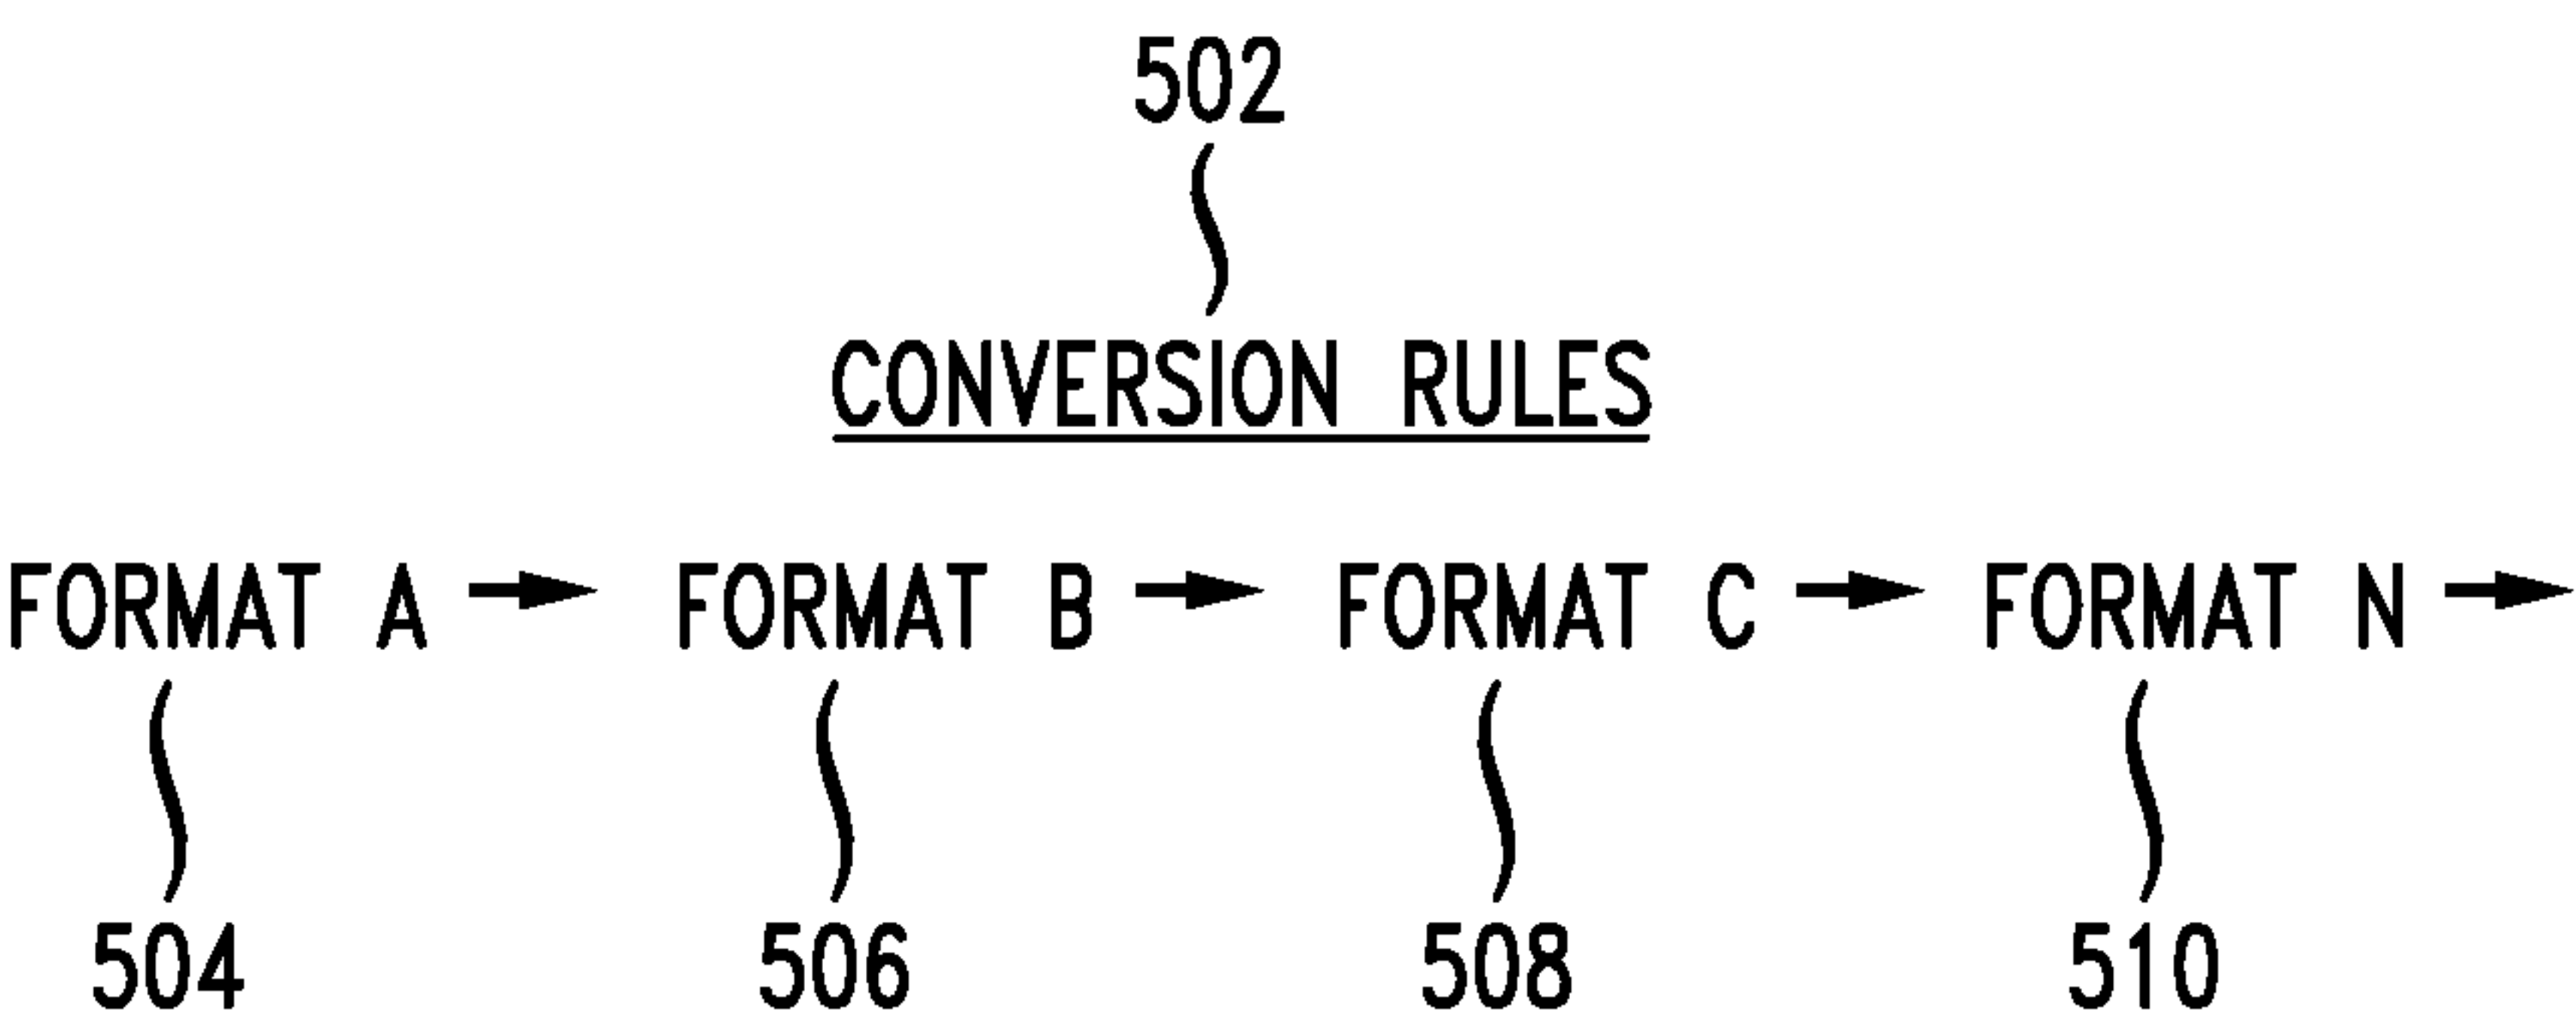 502
CONVERSION RULES
FORMAT A → FORMAT B → FORMAT C → FORMAT N →
504 506 508 510